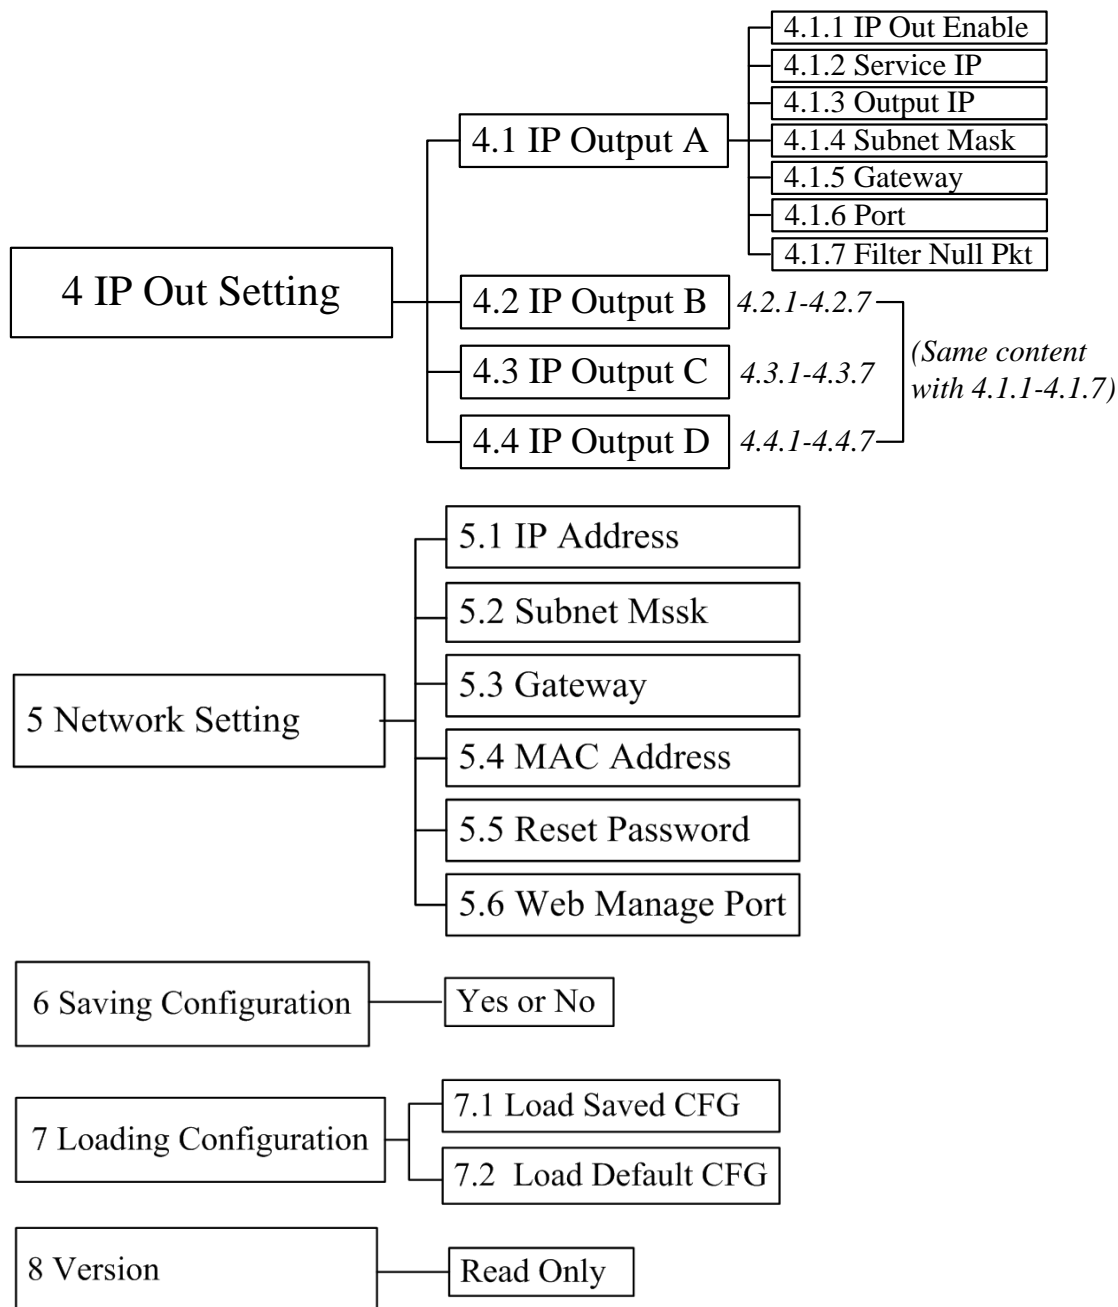 4 IP Out Setting
4.1 IP Output A
4.1.1 IP Out Enable
4.1.2 Service IP
4.1.3 Output IP
4.1.4 Subnet Mask
4.1.5 Gateway
4.1.6 Port
4.1.7 Filter Null Pkt
4.2 IP Output B
4.2.1-4.2.7
4.3 IP Output C
4.3.1-4.3.7
4.4 IP Output D
4.4.1-4.4.7
(Same content
with 4.1.1-4.1.7)
5 Network Setting
5.1 IP Address
5.2 Subnet Mssk
5.3 Gateway
5.4 MAC Address
5.5 Reset Password
5.6 Web Manage Port
6 Saving Configuration
Yes or No
7 Loading Configuration
7.1 Load Saved CFG
7.2 Load Default CFG
8 Version
Read Only